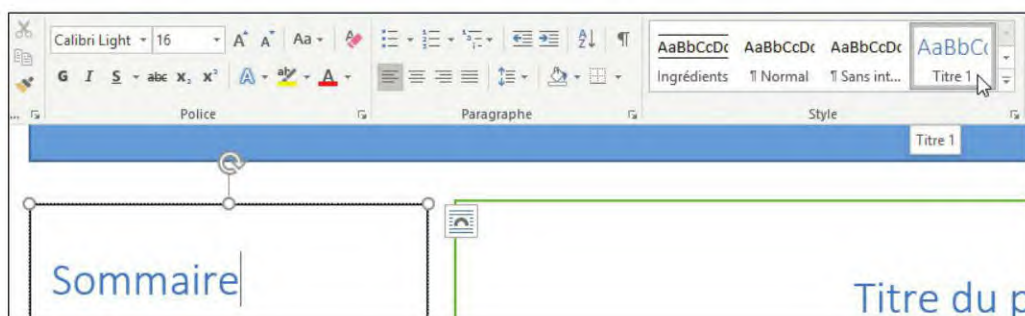 Calibri Light 16 A A Aa
G I S abc X₂ X² A aby A
AaBbCcDc AaBbCcDc AaBbCcDc AaBbCc
Ingrédients ¶ Normal ¶ Sans int... Titre 1
... Police Paragraphe Style
Titre 1
Sommaire
Titre du p